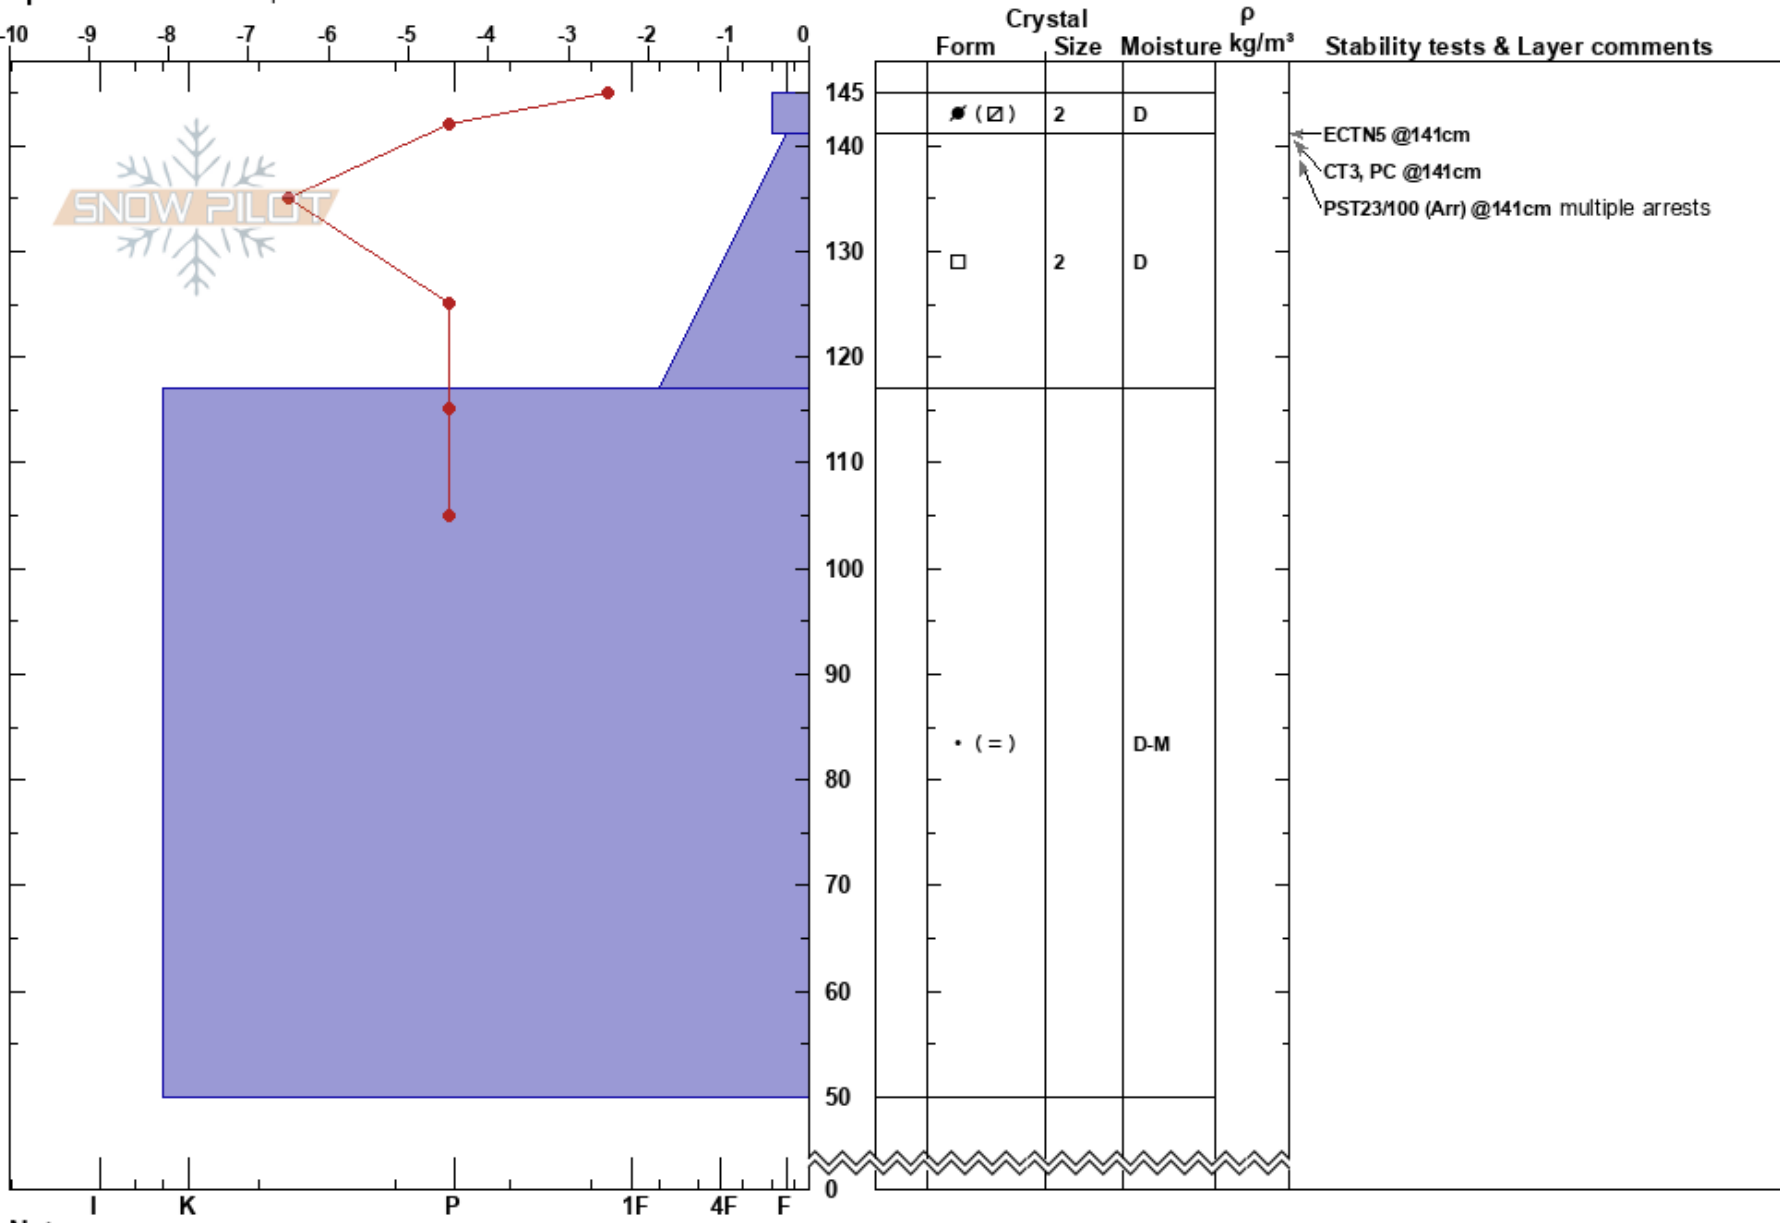 Crystal ρ
-10 -9 -8 -7 -6 -5 -4 -3 -2 -1 0 Form Size Moisture kg/m³ Stability tests & Layer comments
145
2 D
ECTN5 @141cm
140
CT3, PC @141cm
SNOW PILOT
PST23/100 (Arr) @141cm multiple arrests
130
2 D
120
110
100
90
( = ) D-M
80
70
60
50
0
I K P 1F 4F F